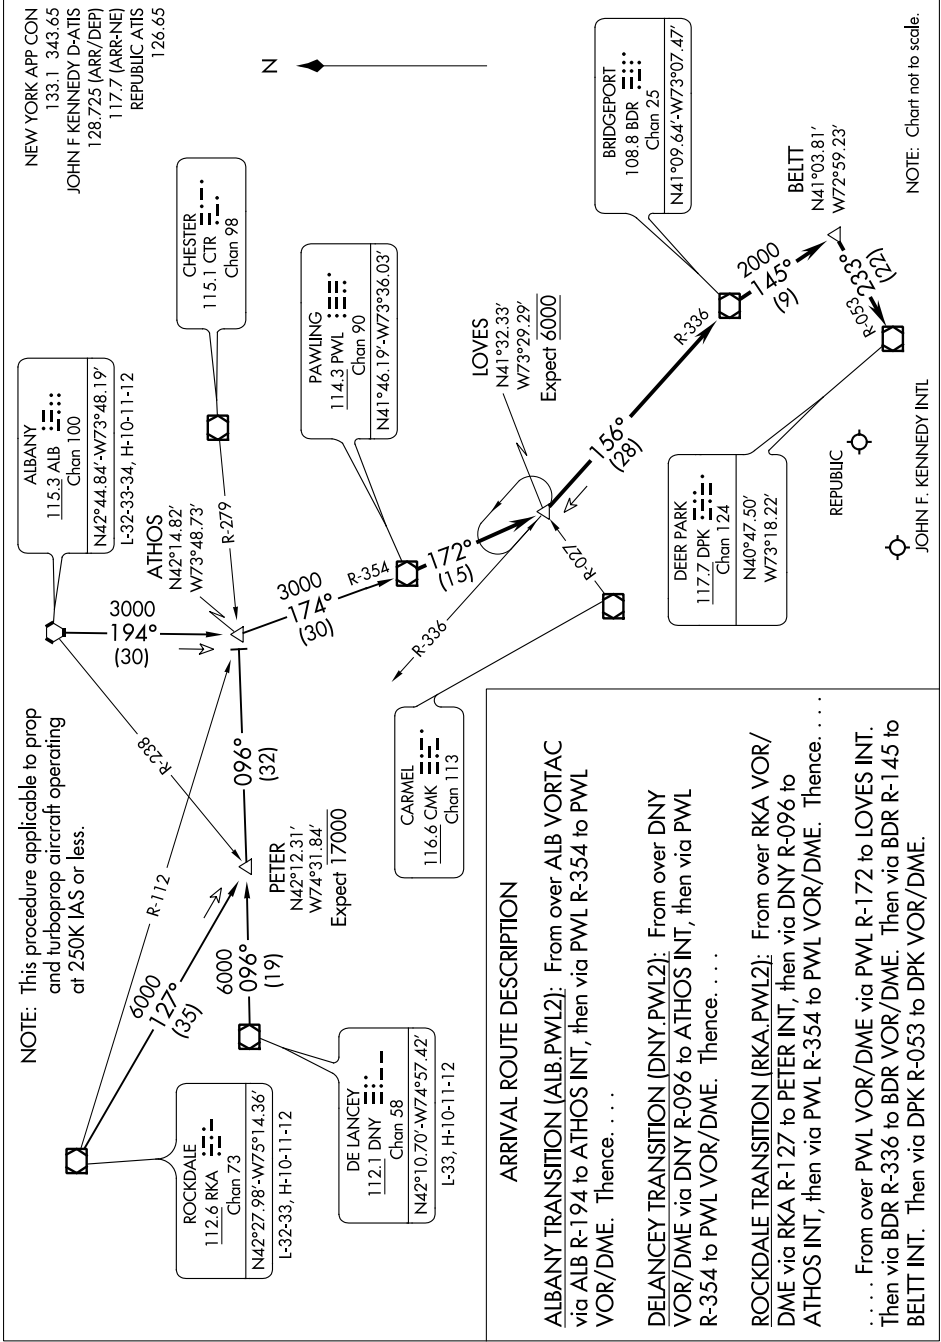 NEW YORK APP CON
133.1 343.65
JOHN F KENNEDY D-ATIS
128.725 (ARR/DEP)
117.7 (ARR-NE)
REPUBLIC ATIS
126.65
NOTE: This procedure applicable to prop
and turboprop aircraft operating
at 250K IAS or less.
N
ALBANY
115.3 ALB
Chan 100
N42°44.84'-W73°48.19'
L-32-33-34, H-10-11-12
CHESTER
115.1 CTR
Chan 98
ATHOS
N42°14.82'
W73°48.73'
R-279
3000
194°
(30)
R-238
R-112
ROCKDALE
112.6 RKA
Chan 73
N42°27.98'-W75°14.36'
L-32-33, H-10-11-12
6000
127°
(35)
6000
096°
(19)
PETER
N42°12.31'
W74°31.84'
Expect 17000
096°
(32)
DE LANCEY
112.1 DNY
Chan 58
N42°10.70'-W74°57.42'
L-33, H-10-11-12
3000
174°
(30)
R-354
PAWLING
114.3 PWL
Chan 90
N41°46.19'-W73°36.03'
172°
(15)
LOVES
N41°32.33'
W73°29.29'
Expect 6000
R-336
R-027
CARMEL
116.6 CMK
Chan 113
156°
(28)
R-336
BRIDGEPORT
108.8 BDR
Chan 25
N41°09.64'-W73°07.47'
2000
145°
(9)
BELTT
N41°03.81'
W72°59.23'
R-053
233°
(22)
DEER PARK
117.7 DPK
Chan 124
N40°47.50'
W73°18.22'
REPUBLIC
JOHN F. KENNEDY INTL
NOTE: Chart not to scale.
ARRIVAL ROUTE DESCRIPTION
ALBANY TRANSITION (ALB.PWL2): From over ALB VORTAC
via ALB R-194 to ATHOS INT, then via PWL R-354 to PWL
VOR/DME. Thence. . . .
DELANCEY TRANSITION (DNY.PWL2): From over DNY
VOR/DME via DNY R-096 to ATHOS INT, then via PWL
R-354 to PWL VOR/DME. Thence. . . .
ROCKDALE TRANSITION (RKA.PWL2): From over RKA VOR/
DME via RKA R-127 to PETER INT, then via DNY R-096 to
ATHOS INT, then via PWL R-354 to PWL VOR/DME. Thence. . . .
. . . . From over PWL VOR/DME via PWL R-172 to LOVES INT.
Then via BDR R-336 to BDR VOR/DME. Then via BDR R-145 to
BELTT INT. Then via DPK R-053 to DPK VOR/DME.